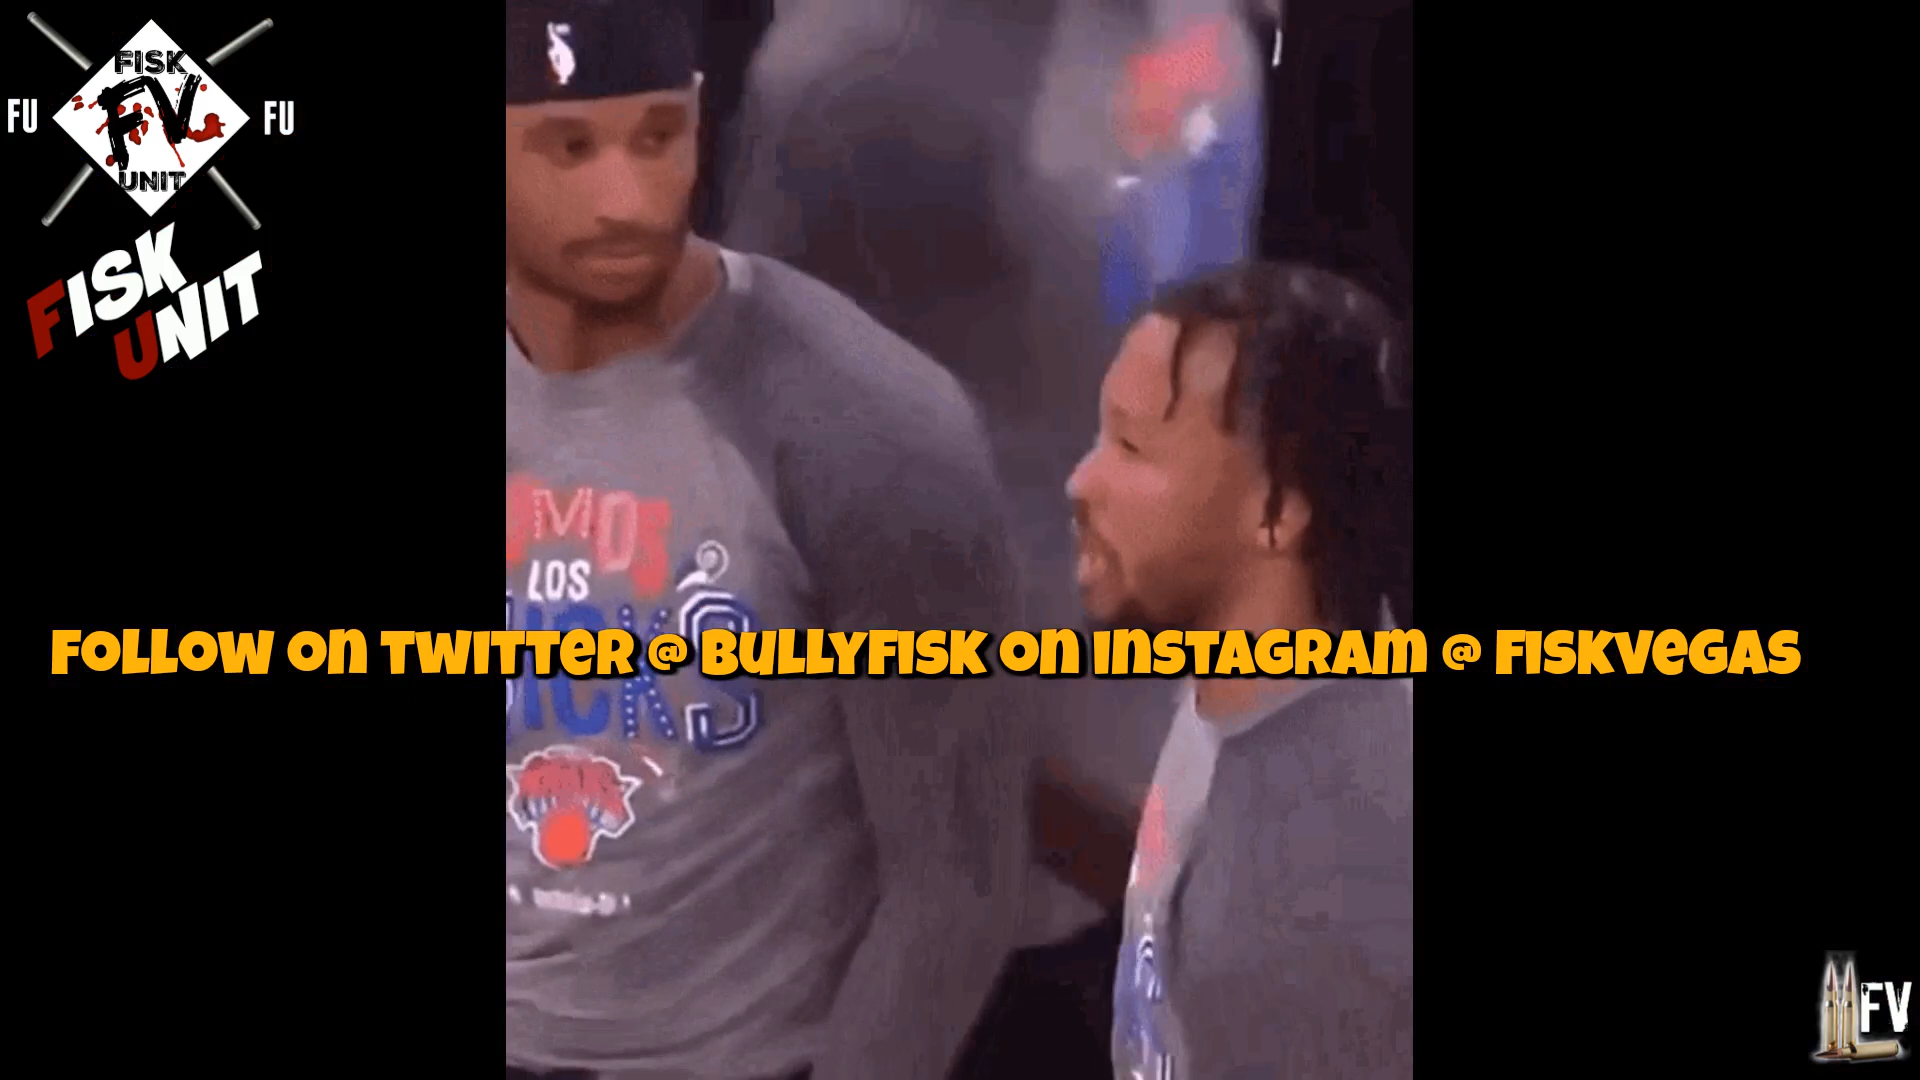 FISK
FU
FV
FU
UNIT
FISK
UNIT
LOS
FOLLOW ON TWITTER @ BULLYFISK ON INSTAGRAM @ FISKVEGAS
FV